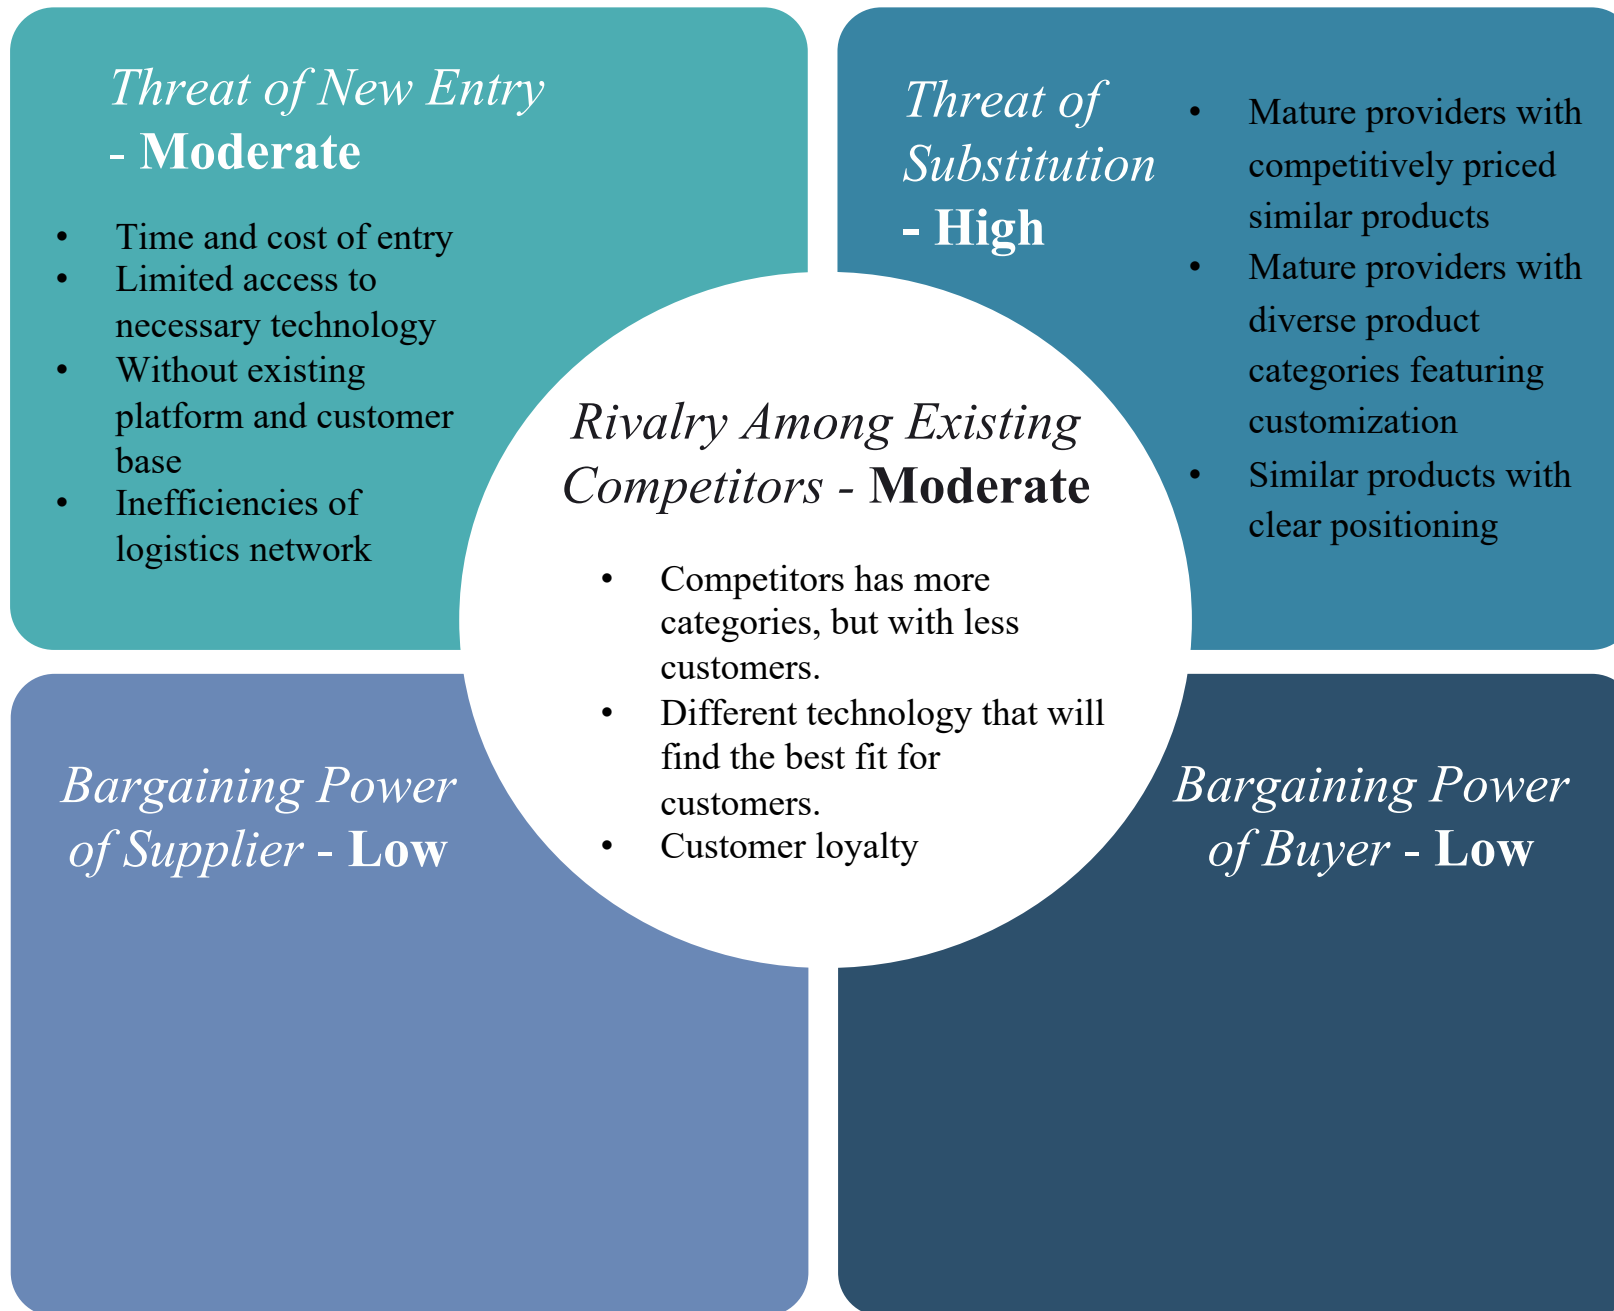 Threat of New Entry
- Moderate
• Time and cost of entry
• Limited access to
necessary technology
• Without existing
platform and customer
base
• Inefficiencies of
logistics network
Threat of
Substitution
- High
• Mature providers with
competitively priced
similar products
• Mature providers with
diverse product
categories featuring
customization
• Similar products with
clear positioning
Rivalry Among Existing
Competitors - Moderate
• Competitors has more
categories, but with less
customers.
• Different technology that will
find the best fit for
customers.
• Customer loyalty
Bargaining Power
of Supplier - Low
Bargaining Power
of Buyer - Low